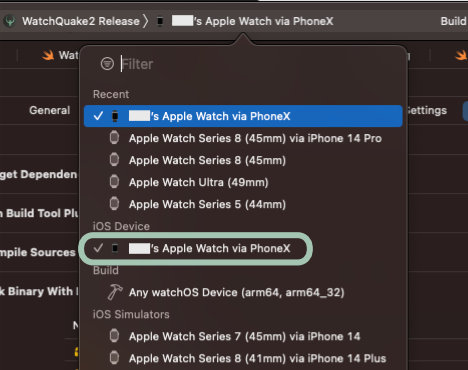 WatchQuake2 Release 〉 's Apple Watch via PhoneX
Build
Wat
Filter
Recent
General
✓ 's Apple Watch via PhoneX
Settings
Apple Watch Series 8 (45mm) via iPhone 14 Pro
Apple Watch Series 8 (45mm)
get Dependen
Apple Watch Ultra (49mm)
Apple Watch Series 5 (44mm)
n Build Tool Plu
iOS Device
✓ 's Apple Watch via PhoneX
mpile Sources
Build
k Binary With
Any watchOS Device (arm64, arm64_32)
iOS Simulators
N
Apple Watch Series 7 (45mm) via iPhone 14
Apple Watch Series 8 (41mm) via iPhone 14 Plus